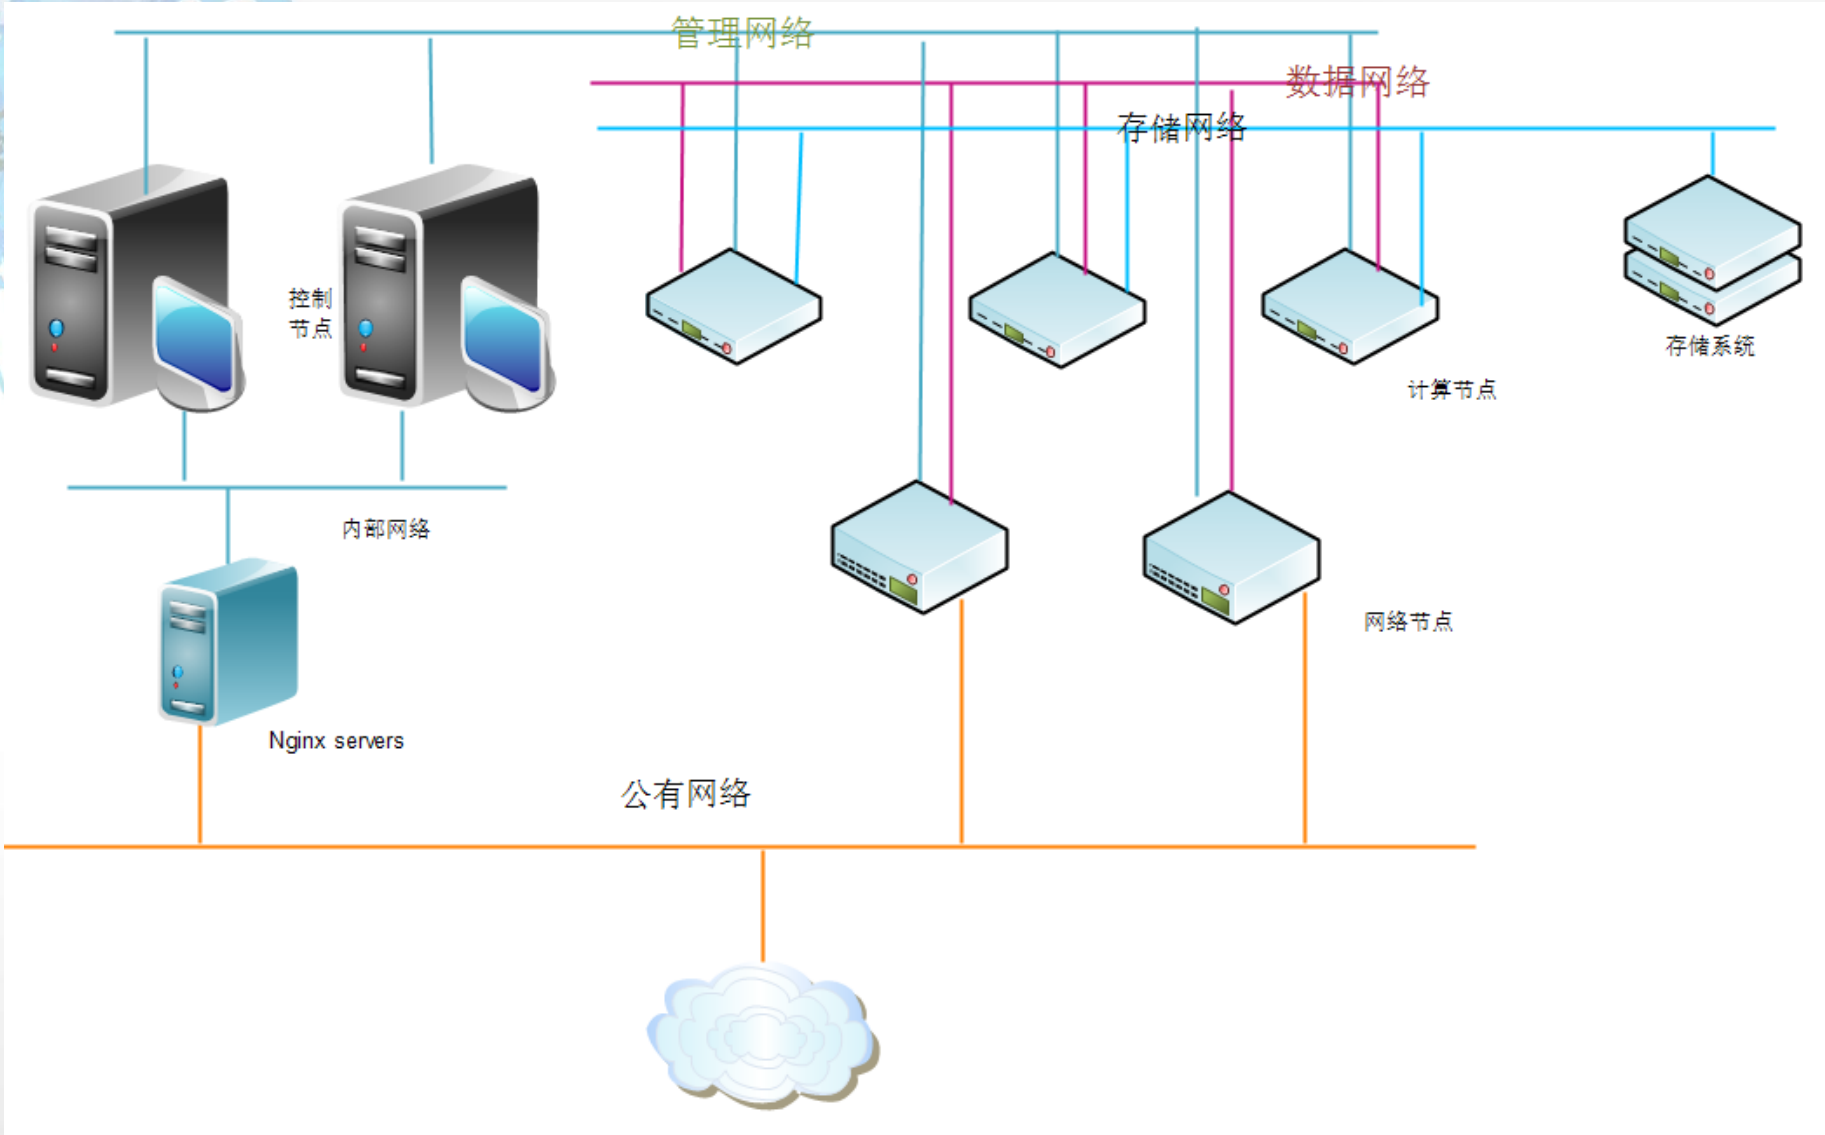 管理网络
数据网络
存储网络
控制
节点
存储系统
计算节点
内部网络
网络节点
Nginx servers
公有网络